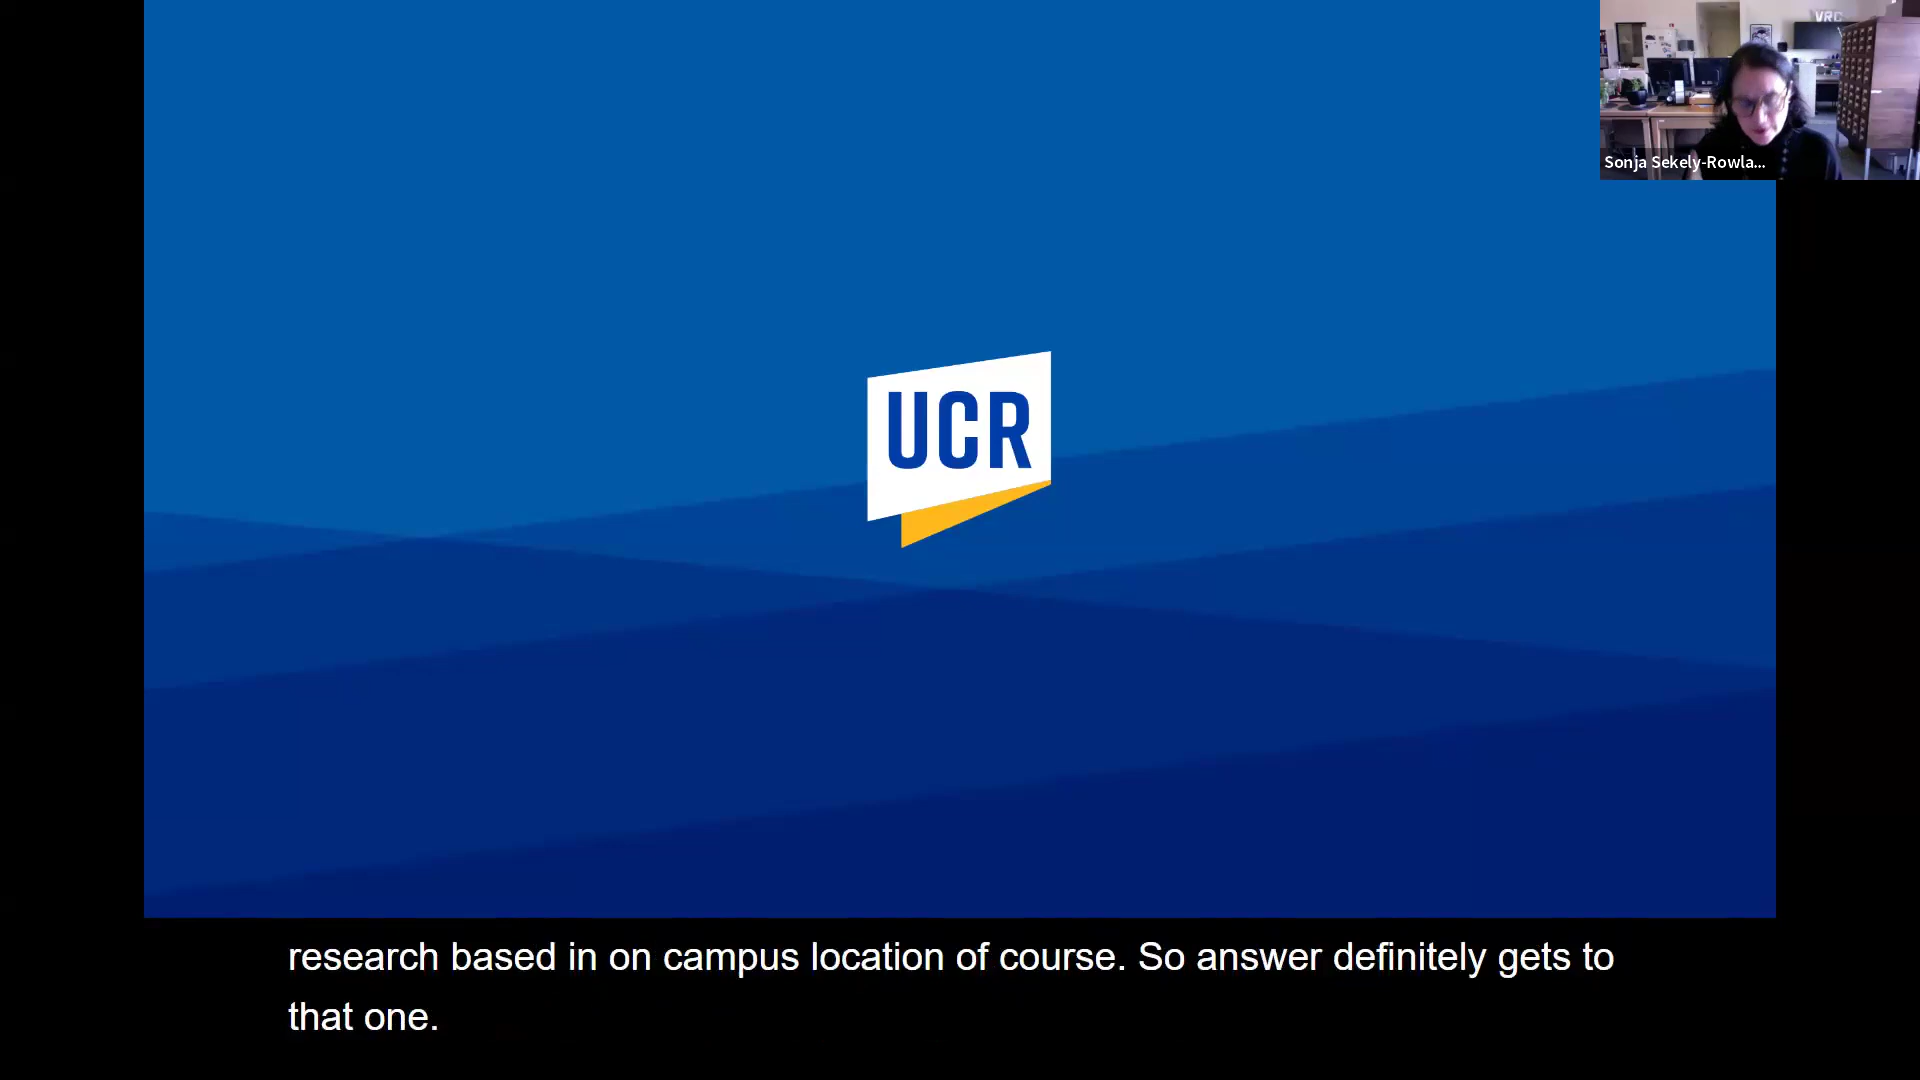 VRC
Sonja Sekely-Rowla...
UCR
research based in on campus location of course. So answer definitely gets to
that one.